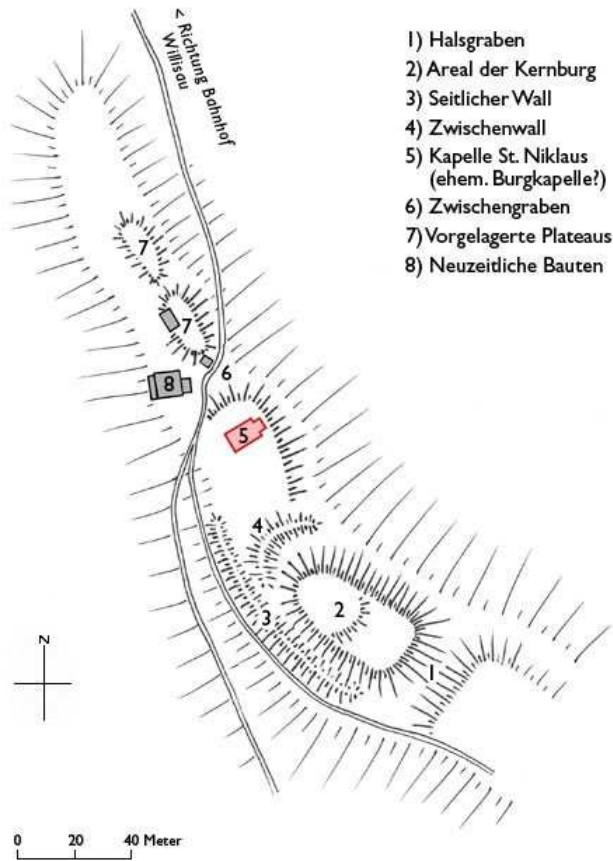 < Richtung Bahnhof
Willisau
1) Halsgraben
2) Areal der Kernburg
3) Seitlicher Wall
4) Zwischenwall
5) Kapelle St. Niklaus
(ehem. Burgkapelle?)
6) Zwischengraben
7) Vorgelagerte Plateaus
8) Neuzeitliche Bauten
7
7
8
6
5
4
3
2
1
N
0 20 40 Meter